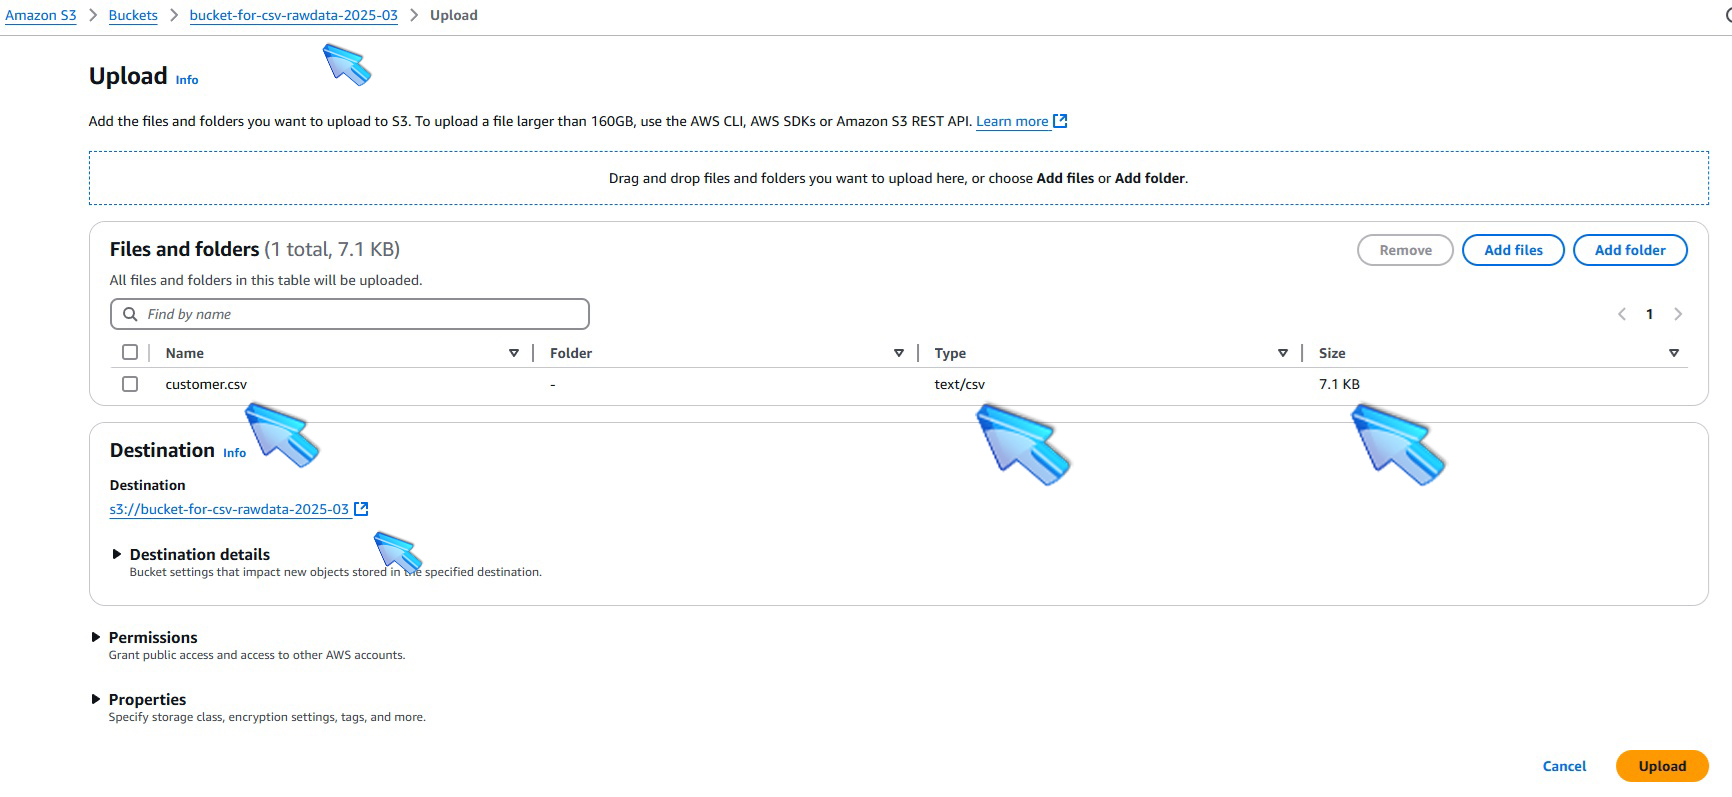 Amazon S3 > Buckets > bucket-for-csv-rawdata-2025-03 > Upload
Upload Info
Add the files and folders you want to upload to S3. To upload a file larger than 160GB, use the AWS CLI, AWS SDKs or Amazon S3 REST API. Learn more
Drag and drop files and folders you want to upload here, or choose Add files or Add folder.
Files and folders (1 total, 7.1 KB)
Remove Add files Add folder
All files and folders in this table will be uploaded.
Find by name
1
Name Folder Type Size
customer.csv - text/csv 7.1 KB
Destination Info
Destination
s3://bucket-for-csv-rawdata-2025-03
Destination details
Bucket settings that impact new objects stored in the specified destination.
Permissions
Grant public access and access to other AWS accounts.
Properties
Specify storage class, encryption settings, tags, and more.
Cancel Upload